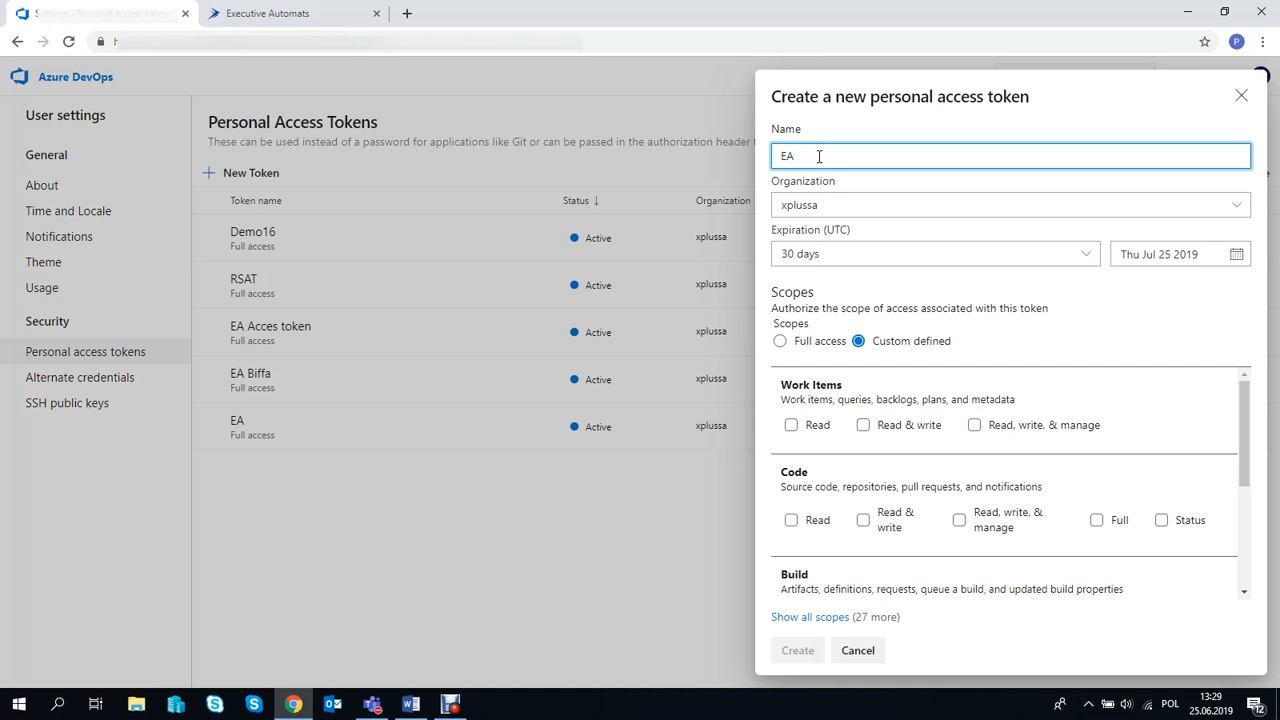 Settings - Personal access tokens
Executive Automats
P
Azure DevOps
User settings
General
About
Time and Locale
Notifications
Theme
Usage
Security
Personal access tokens
Alternate credentials
SSH public keys
Personal Access Tokens
These can be used instead of a password for applications like Git or can be passed in the authorization header
New Token
Token name Status Organization
Demo16
Full access
Active
xplussa
RSAT
Full access
Active
xplussa
EA Acces token
Full access
Active
xplussa
EA Biffa
Full access
Active
xplussa
EA
Full access
Active
xplussa
Create a new personal access token
Name
EA
Organization
xplussa
Expiration (UTC)
30 days
Thu Jul 25 2019
Scopes
Authorize the scope of access associated with this token
Scopes
Full access Custom defined
Work Items
Work items, queries, backlogs, plans, and metadata
Read Read & write Read, write, & manage
Code
Source code, repositories, pull requests, and notifications
Read Read & write Read, write, & manage Full Status
Build
Artifacts, definitions, requests, queue a build, and updated build properties
Show all scopes (27 more)
Create Cancel
POL
13:29
25.06.2019
12